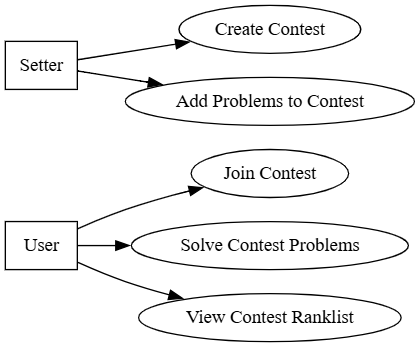 Setter
Create Contest
Add Problems to Contest
User
Join Contest
Solve Contest Problems
View Contest Ranklist